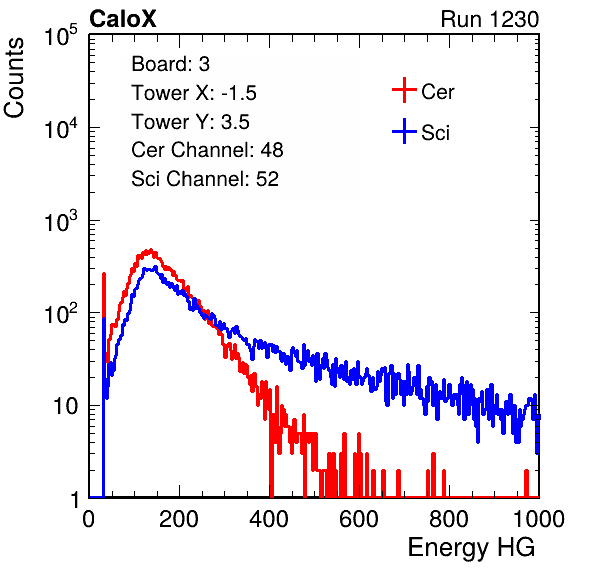 CaloX Run 1230
Counts
Board: 3
Tower X: -1.5
Tower Y: 3.5
Cer Channel: 48
Sci Channel: 52
Cer
Sci
10^5
10^4
10^3
10^2
10
1
0 200 400 600 800 1000
Energy HG